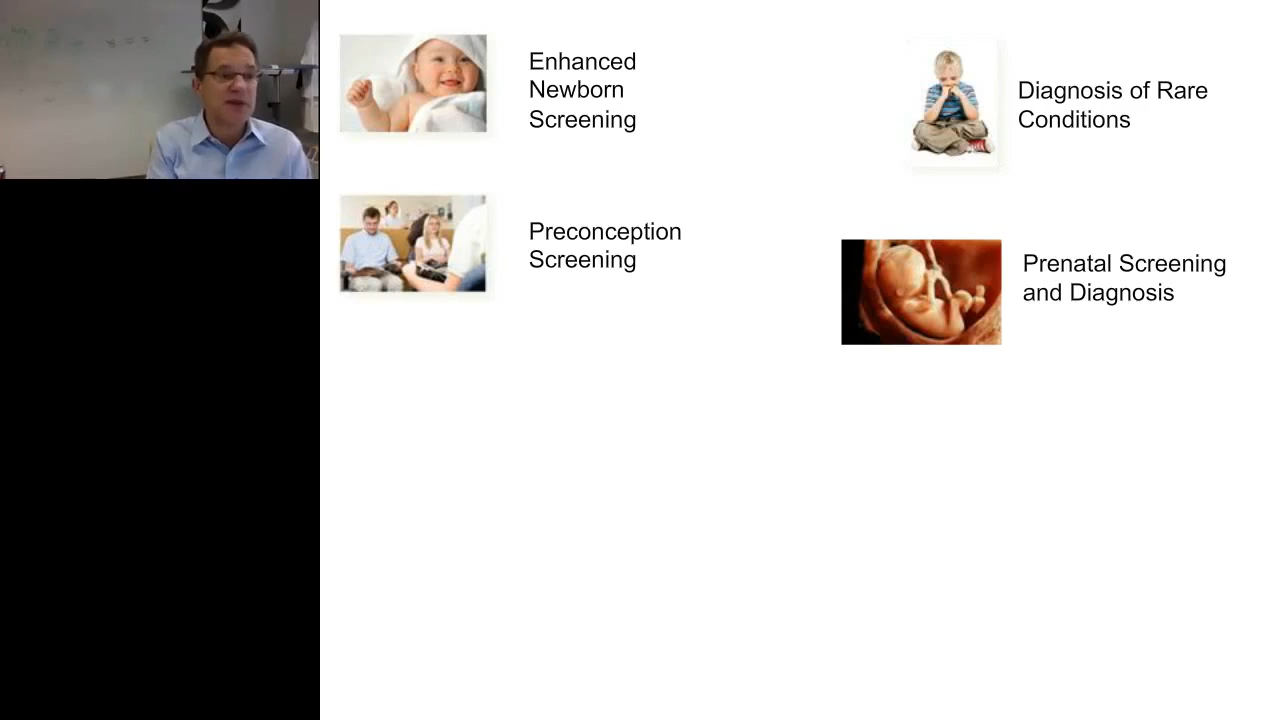 Enhanced
Newborn
Screening
Diagnosis of Rare
Conditions
Preconception
Screening
Prenatal Screening
and Diagnosis